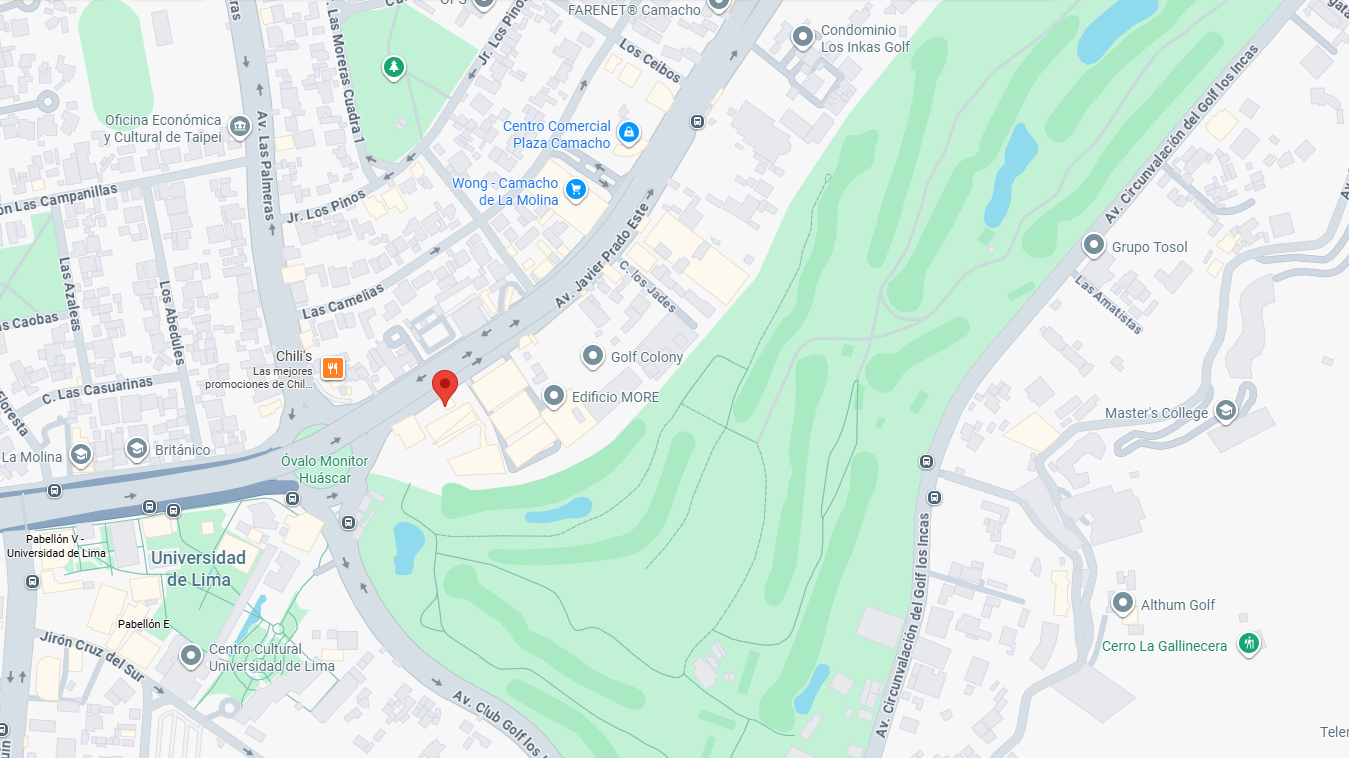 FARENET® Camacho
Condominio
Los Inkas Golf
Los Ceibos
Jr. Los Pinos
Las Moreras Cuadra 1
Oficina Económica
y Cultural de Taipei
Av. Las Palmeras
Centro Comercial
Plaza Camacho
Wong - Camacho
de La Molina
Las Campanillas
Jr. Los Pinos
Av. Circunvalación del Golf los Incas
Grupo Tosol
Av. Javier Prado Este
C. los Jades
Las Amatistas
Las Camelias
Las Azaleas
Los Abedules
Caobas
Chili's
Las mejores
promociones de Chil...
Golf Colony
Edificio MORE
C. Las Casuarinas
Floresta
Master's College
La Molina
Británico
Óvalo Monitor
Huáscar
Pabellón V -
Universidad de Lima
Universidad
de Lima
Av. Circunvalación del Golf los Incas
Pabellón E
Althum Golf
Cerro La Gallinecera
Jirón Cruz del Sur
Centro Cultural
Universidad de Lima
Av. Club Golf los
Av. Circunvalación